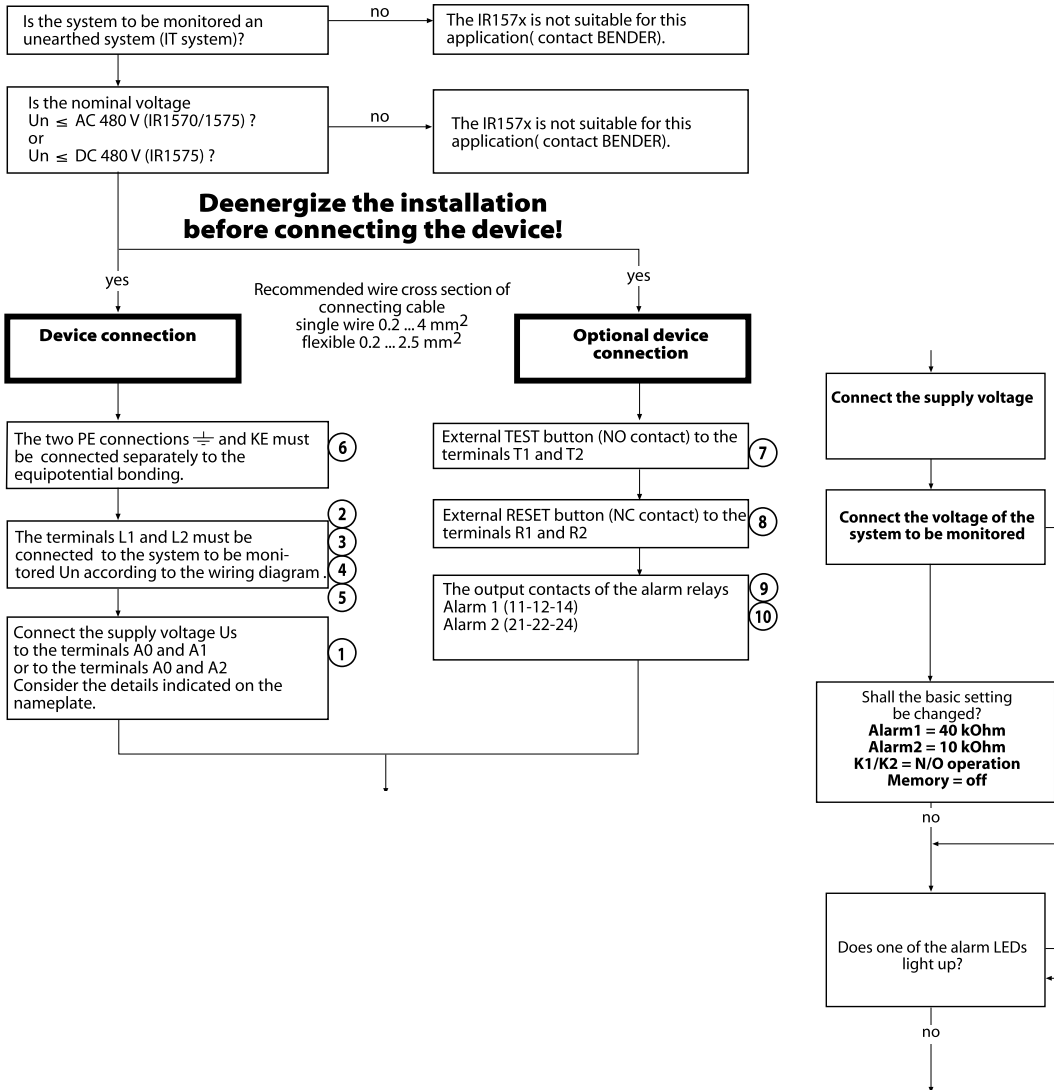 Is the system to be monitored an
unearthed system (IT system)?
no
The IR157x is not suitable for this
application( contact BENDER).
Is the nominal voltage
Un ≤ AC 480 V (IR1570/1575) ?
or
Un ≤ DC 480 V (IR1575) ?
no
The IR157x is not suitable for this
application( contact BENDER).
Deenergize the installation
before connecting the device!
yes
yes
Recommended wire cross section of
connecting cable
single wire 0.2 ... 4 mm2
flexible 0.2 ... 2.5 mm2
Device connection
The two PE connections ⏚ and KE must
be connected separately to the
equipotential bonding.
6
The terminals L1 and L2 must be
connected to the system to be moni-
tored Un according to the wiring diagram .
2
3
4
5
Connect the supply voltage Us
to the terminals A0 and A1
or to the terminals A0 and A2
Consider the details indicated on the
nameplate.
1
Optional device
connection
External TEST button (NO contact) to the
terminals T1 and T2
7
External RESET button (NC contact) to the
terminals R1 and R2
8
The output contacts of the alarm relays
Alarm 1 (11-12-14)
Alarm 2 (21-22-24)
9
10
Connect the supply voltage
Connect the voltage of the
system to be monitored
Shall the basic setting
be changed?
Alarm1 = 40 kOhm
Alarm2 = 10 kOhm
K1/K2 = N/O operation
Memory = off
no
Does one of the alarm LEDs
light up?
no